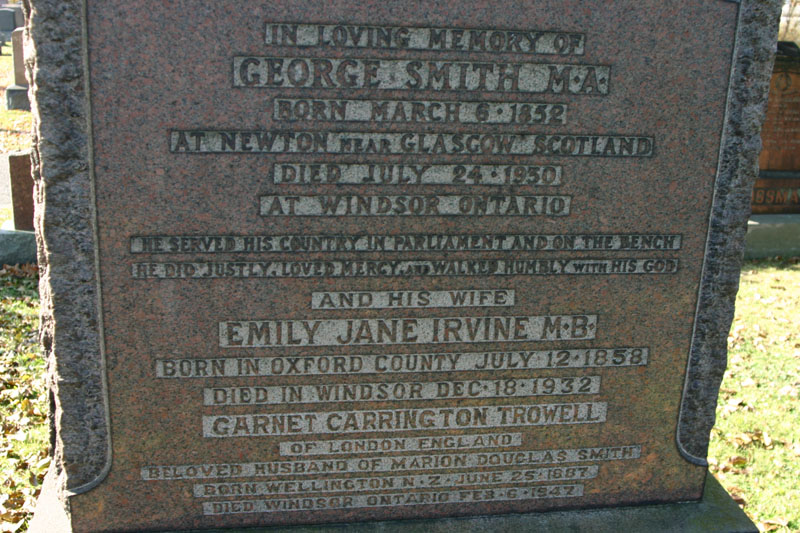 IN LOVING MEMORY OF
GEORGE SMITH M·A·
BORN MARCH 6·1852
AT NEWTON NEAR GLASGOW SCOTLAND
DIED JULY 24·1930
AT WINDSOR ONTARIO
HE SERVED HIS COUNTRY IN PARLIAMENT AND ON THE BENCH
HE DID JUSTLY, LOVED MERCY, AND WALKED HUMBLY WITH HIS GOD
AND HIS WIFE
EMILY JANE IRVINE M·B·
BORN IN OXFORD COUNTY JULY 12·1858
DIED IN WINDSOR DEC·18·1932
GARNET CARRINGTON TROWELL
OF LONDON ENGLAND
BELOVED HUSBAND OF MARION DOUGLAS SMITH
BORN WELLINGTON N·Z·JUNE 25·1887
DIED WINDSOR ONTARIO FEB·6·1947